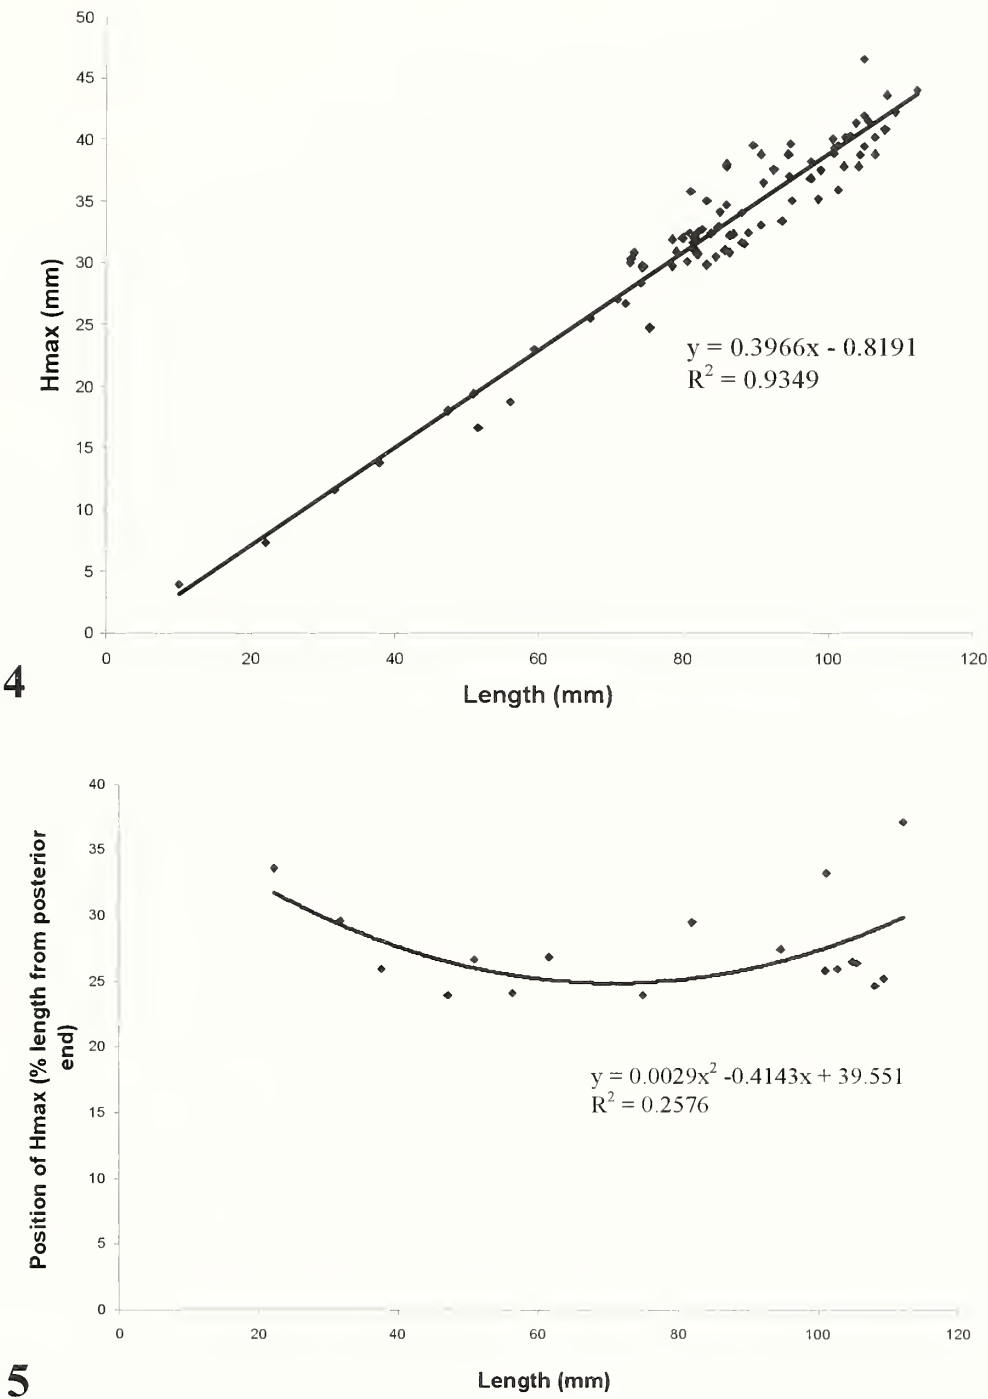 50
45
40
35
30
25
20
15
10
5
0
Hmax (mm)
y = 0.3966x - 0.8191
R² = 0.9349
0 20 40 60 80 100 120
Length (mm)
4
40
35
30
25
20
15
10
5
0
Position of Hmax (% length from posterior
end)
y = 0.0029x² -0.4143x + 39.551
R² = 0.2576
0 20 40 60 80 100 120
Length (mm)
5